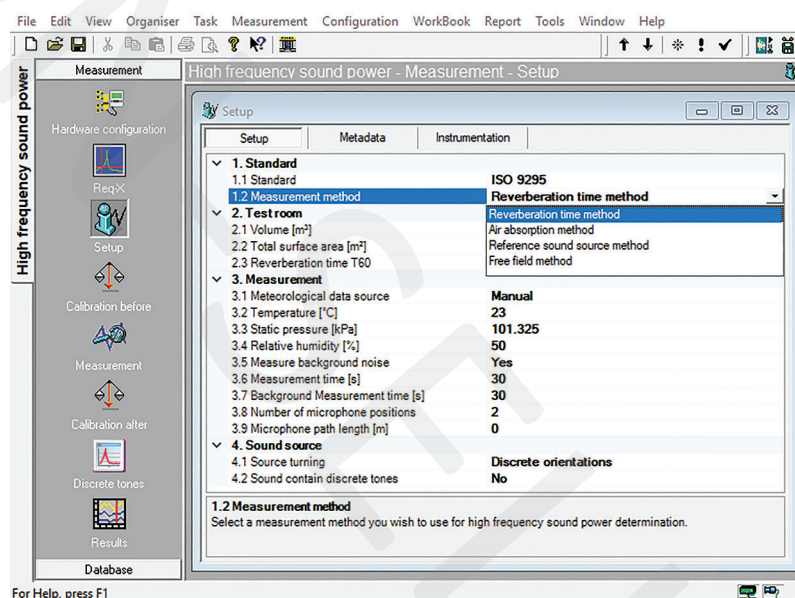 File Edit View Organiser Task Measurement Configuration WorkBook Report Tools Window Help
High frequency sound power
Measurement
Hardware configuration
Req-X
Setup
Calibration before
Measurement
Calibration after
Discrete tones
Results
Database
High frequency sound power - Measurement - Setup
Setup
Setup Metadata Instrumentation
1. Standard
1.1 Standard ISO 9295
1.2 Measurement method Reverberation time method
Reverberation time method
Air absorption method
Reference sound source method
Free field method
2. Test room
2.1 Volume [m³]
2.2 Total surface area [m²]
2.3 Reverberation time T60
3. Measurement
3.1 Meteorological data source Manual
3.2 Temperature [°C] 23
3.3 Static pressure [kPa] 101.325
3.4 Relative humidity [%] 50
3.5 Measure background noise Yes
3.6 Measurement time [s] 30
3.7 Background Measurement time [s] 30
3.8 Number of microphone positions 2
3.9 Microphone path length [m] 0
4. Sound source
4.1 Source turning Discrete orientations
4.2 Sound contain discrete tones No
1.2 Measurement method
Select a measurement method you wish to use for high frequency sound power determination.
For Help, press F1